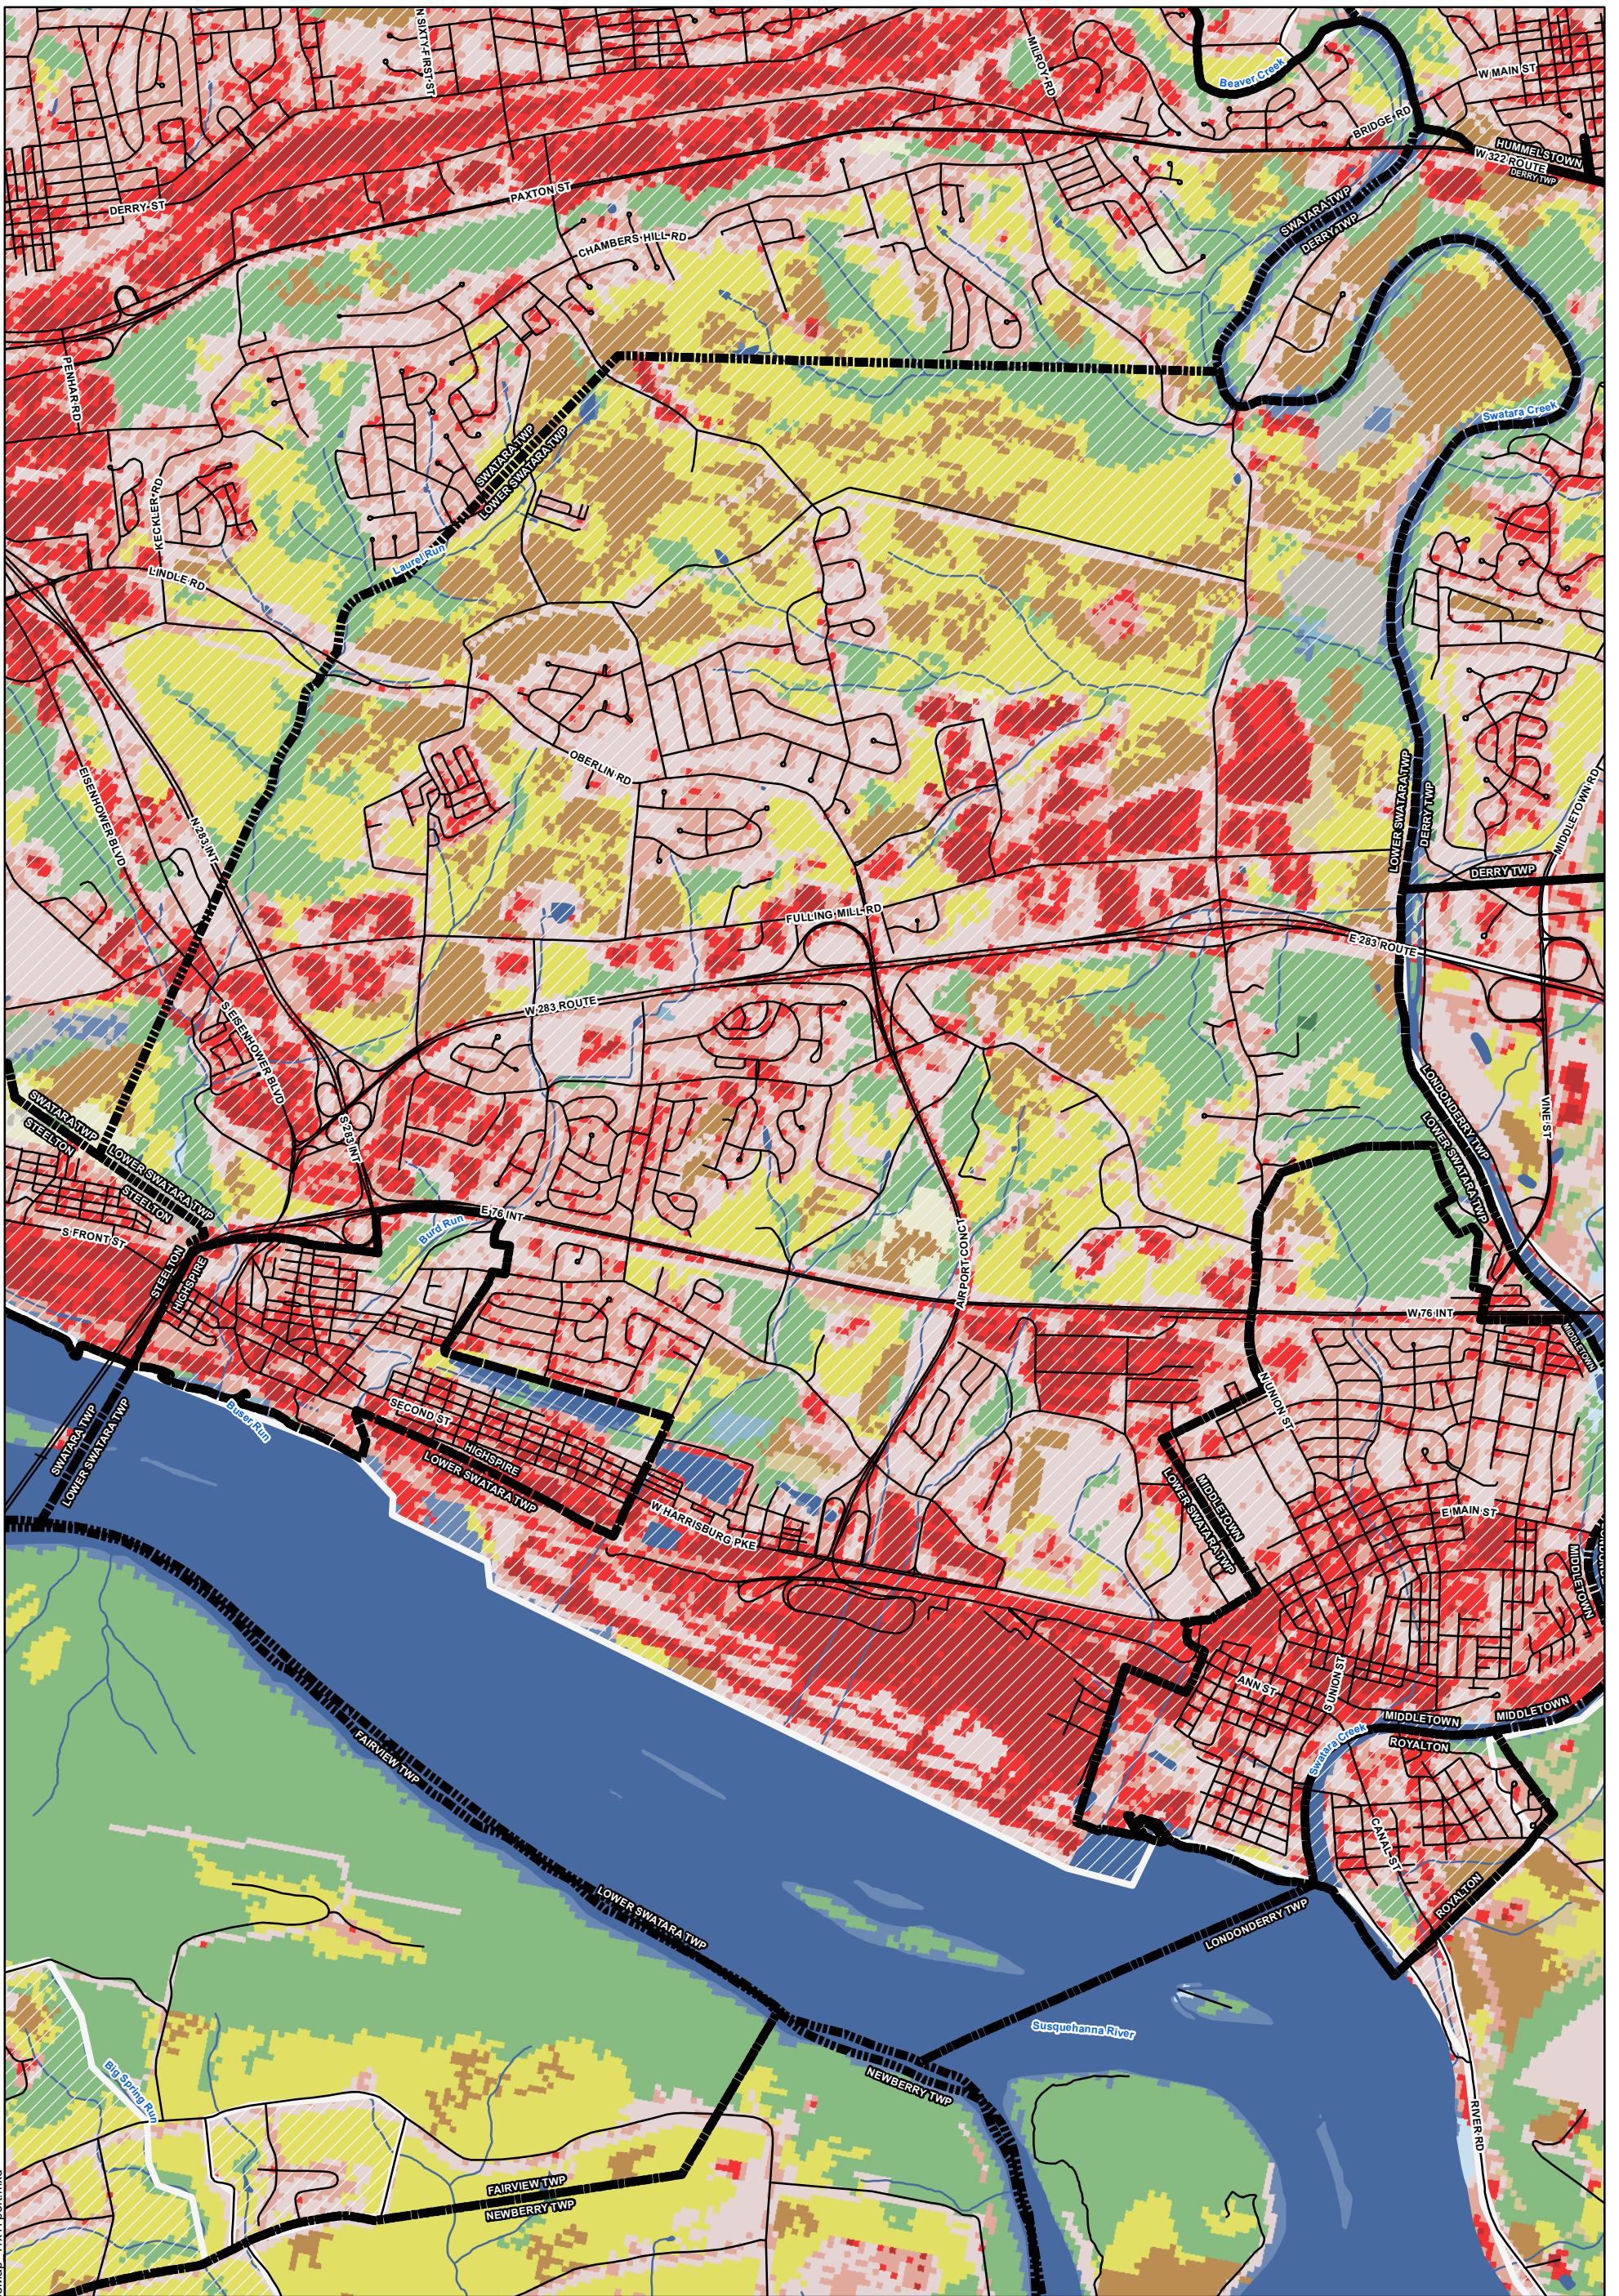 N SIXTY-FIRST ST
MILROY RD
Beaver Creek
W MAIN ST
BRIDGE RD
HUMMELSTOWN
W 322 ROUTE
DERRY TWP
DERRY ST
PAXTON ST
SWATARA TWP
DERRY TWP
CHAMBERS HILL RD
PENHAR RD
Swatara Creek
SWATARA TWP
LOWER SWATARA TWP
KECKLER RD
Laurel Run
LINDLE RD
OBERLIN RD
EISENHOWER BLVD
N 283 INT
LOWER SWATARA TWP
DERRY TWP
MIDDLETOWN RD
DERRY TWP
FULLING MILL RD
E 283 ROUTE
W 283 ROUTE
S EISENHOWER BLVD
S 283 INT
SWATARA TWP
STEELTON
LOWER SWATARA TWP
STEELTON
LONDONDERRY TWP
LOWER SWATARA TWP
VINE ST
S FRONT ST
Burd Run
E 76 INT
STEELTON
HIGHSPIRE
AIRPORT CONCT
W 76 INT
MIDDLETOWN
N UNION ST
SECOND ST
Buser Run
SWATARA TWP
LOWER SWATARA TWP
HIGHSPIRE
LOWER SWATARA TWP
W HARRISBURG PKE
MIDDLETOWN
LOWER SWATARA TWP
E MAIN ST
MIDDLETOWN
ANN ST
S UNION ST
MIDDLETOWN
MIDDLETOWN
ROYALTON
Swatara Creek
FAIRVIEW TWP
CANAL ST
ROYALTON
LOWER SWATARA TWP
LONDONDERRY TWP
Susquehanna River
NEWBERRY TWP
Big Spring Run
RIVER RD
FAIRVIEW TWP
NEWBERRY TWP